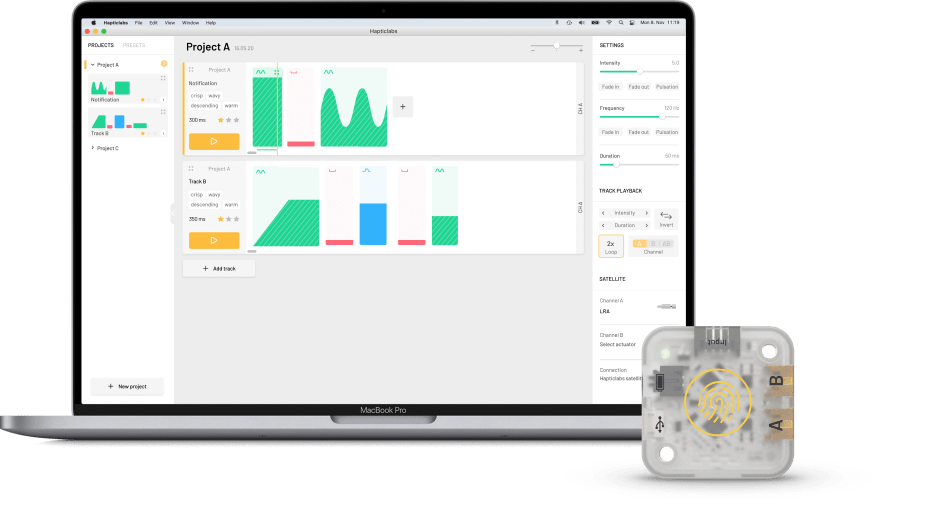 Hapticlabs File Edit View Window Help
Mon 8. Nov 11:19
Hapticlabs
PROJECTS PRESETS
Project A
Notification
Track B
Project C
New project
Project A 15.05.20
Project A
Notification
crisp wavy
descending warm
300 ms
CH A
Project A
Track B
crisp wavy
descending warm
350 ms
CH A
Add track
SETTINGS
Intensity 5.0
Fade in Fade out Pulsation
Frequency 120 Hz
Fade in Fade out Pulsation
Duration 90 ms
TRACK PLAYBACK
Intensity
Duration
Invert
2x
Loop
A B AB
Channel
SATELLITE
Channel A
LRA
Channel B
Select actuator
Connection
Hapticlabs satellit
MacBook Pro
Input
B
A